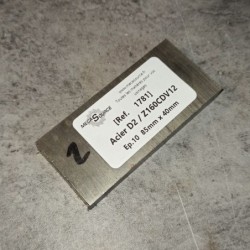 [Ref. 1781]
Acier D2 / Z160CDV12
Ep.10 85mm x 40mm
2